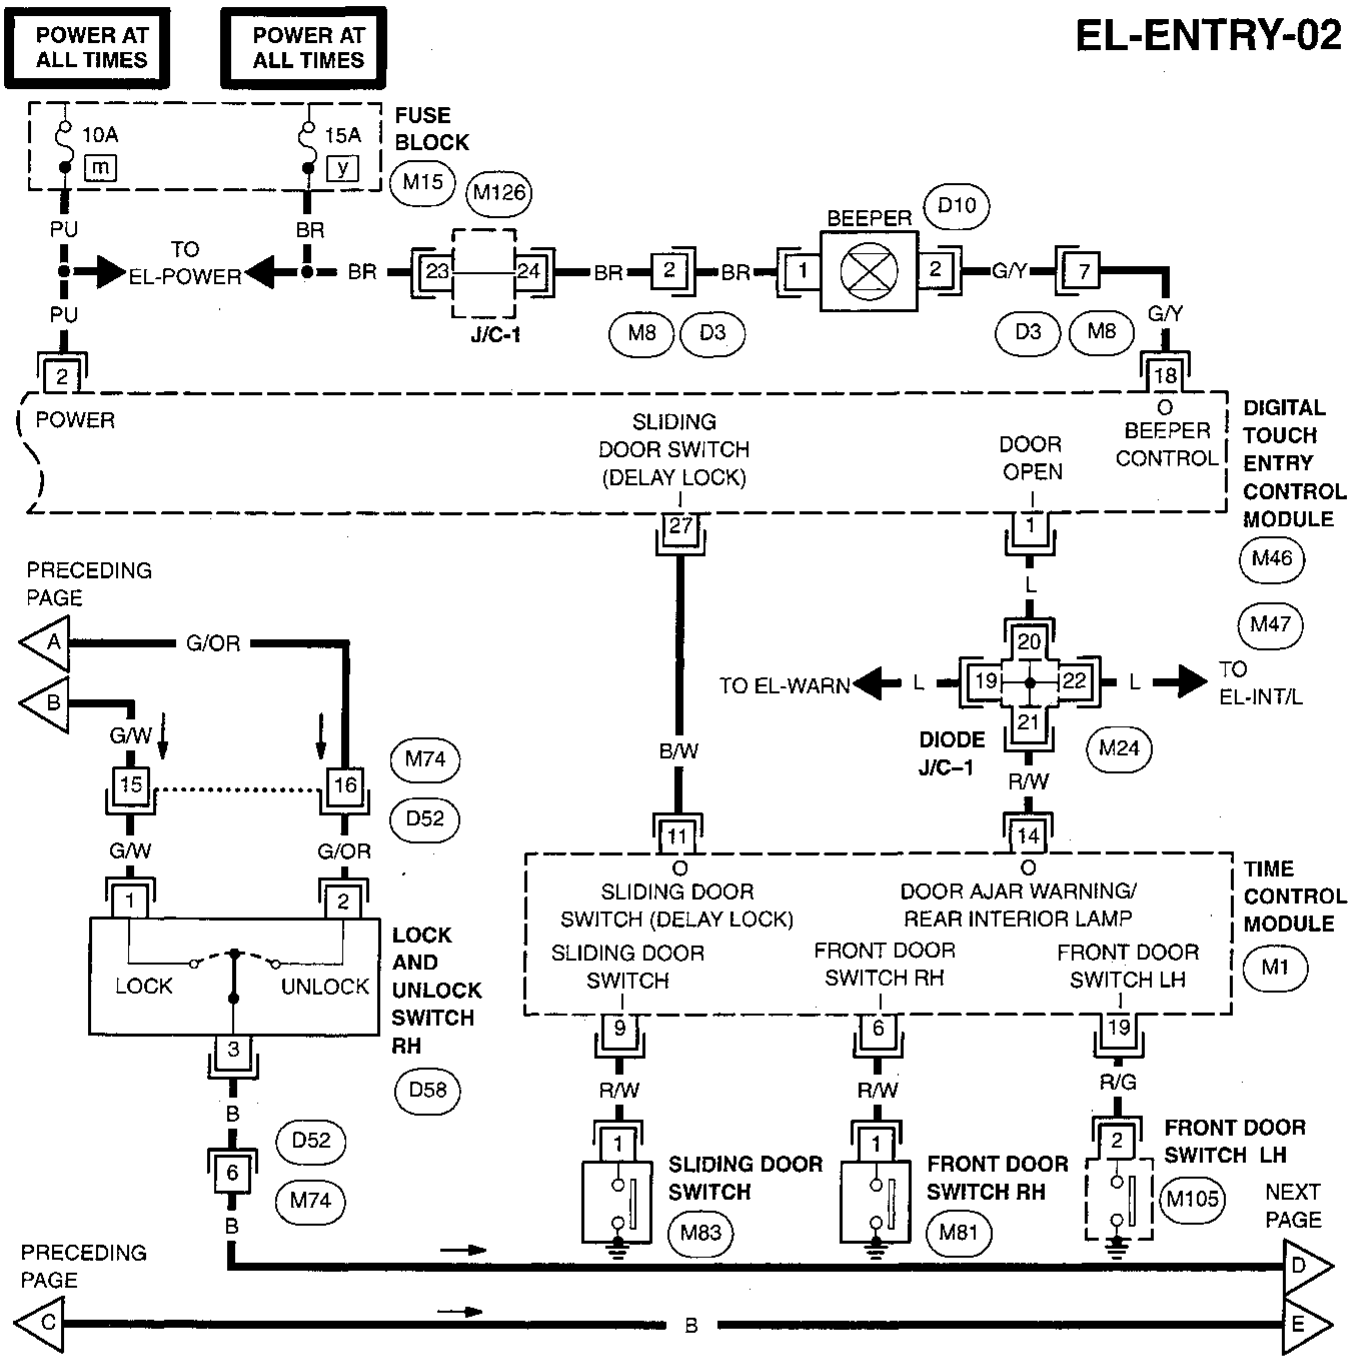 POWER AT
ALL TIMES
POWER AT
ALL TIMES
EL-ENTRY-02
10A
m
15A
y
FUSE
BLOCK
M15
M126
PU
BR
TO
EL-POWER
BR
23
24
J/C-1
BR
2
BR
M8
D3
BEEPER
D10
1
2
G/Y
7
D3
M8
G/Y
PU
2
18
POWER
SLIDING
DOOR SWITCH
(DELAY LOCK)
DOOR
OPEN
BEEPER
CONTROL
DIGITAL
TOUCH
ENTRY
CONTROL
MODULE
M46
M47
27
1
L
PRECEDING
PAGE
A
G/OR
B
G/W
15
16
M74
D52
G/W
G/OR
1
2
TO EL-WARN
L
19
20
22
21
L
TO
EL-INT/L
DIODE
J/C-1
M24
B/W
R/W
11
14
SLIDING DOOR
SWITCH (DELAY LOCK)
DOOR AJAR WARNING/
REAR INTERIOR LAMP
SLIDING DOOR
SWITCH
FRONT DOOR
SWITCH RH
FRONT DOOR
SWITCH LH
TIME
CONTROL
MODULE
M1
LOCK
UNLOCK
LOCK
AND
UNLOCK
SWITCH
RH
D58
3
B
D52
6
M74
B
9
6
19
R/W
R/W
R/G
1
1
2
SLIDING DOOR
SWITCH
M83
FRONT DOOR
SWITCH RH
M81
FRONT DOOR
SWITCH LH
M105
NEXT
PAGE
D
PRECEDING
PAGE
C
B
E